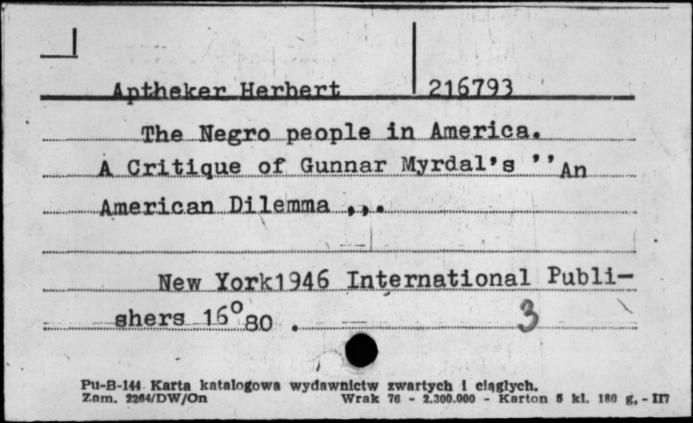 Aptheker Herbert 216793
The Negro people in America.
A Critique of Gunnar Myrdal's ’’An
American Dilemma ,,.
New York1946 International Publi-
shers 16° 80 .
3
Pu-B-144 Karta katalogowa wydawnictw zwartych i ciągłych.
Zam. 2264/DW/On Wrak 76 - 2.300.000 - Karton 5 kl. 180 g, - III7